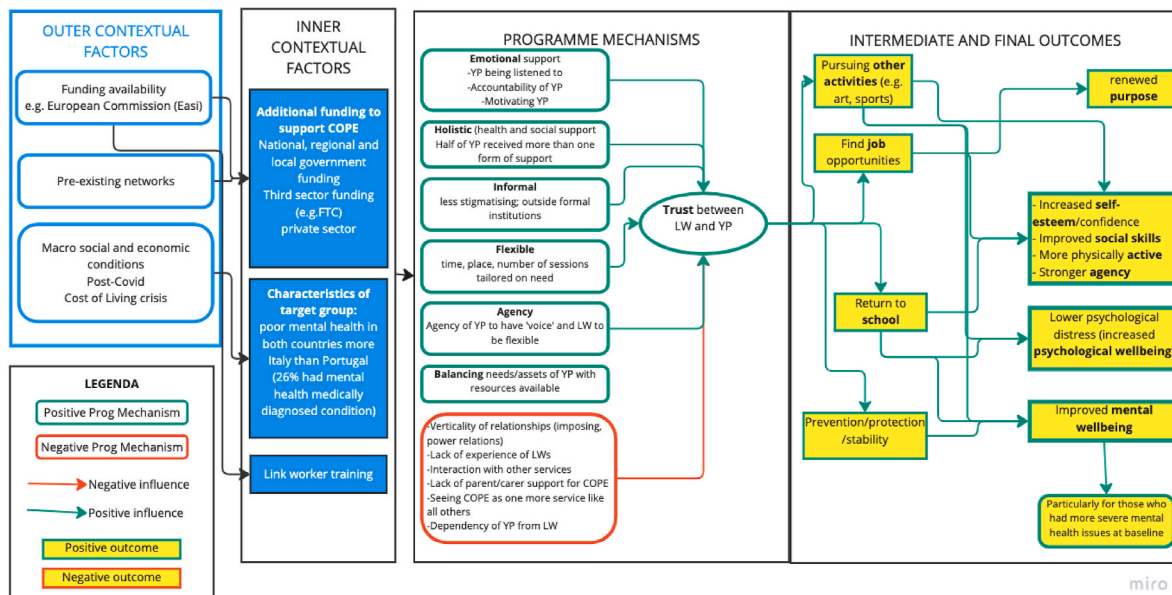 OUTER CONTEXTUAL
FACTORS
Funding availability
e.g. European Commission (Easi)
Pre-existing networks
Macro social and economic
conditions
Post-Covid
Cost of Living crisis
LEGENDA
Positive Prog Mechanism
Negative Prog Mechanism
Negative influence
Positive influence
Positive outcome
Negative outcome
INNER
CONTEXTUAL
FACTORS
Additional funding to
support COPE
National, regional and
local government
funding
Third sector funding
(e.g.FTC)
private sector
Characteristics of
target group:
poor mental health in
both countries more
Italy than Portugal
(26% had mental
health medically
diagnosed condition)
Link worker training
PROGRAMME MECHANISMS
Emotional support
-YP being listened to
-Accountability of YP
-Motivating YP
Holistic (health and social support
Half of YP received more than one
form of support
Informal
less stigmatising; outside formal
institutions
Flexible
time, place, number of sessions
tailored on need
Agency
Agency of YP to have 'voice' and LW to
be flexible
Balancing needs/assets of YP with
resources available
-Verticality of relationships (imposing,
power relations)
-Lack of experience of LWs
-Interaction with other services
-Lack of parent/carer support for COPE
-Seeing COPE as one more service like
all others
-Dependency of YP from LW
Trust between
LW and YP
INTERMEDIATE AND FINAL OUTCOMES
Pursuing other
activities (e.g.
art, sports)
Find job
opportunities
Return to
school
Prevention/protection
/stability
renewed
purpose
- Increased self-
esteem/confidence
- Improved social skills
- More physically active
- Stronger agency
Lower psychological
distress (increased
psychological wellbeing
Improved mental
wellbeing
Particularly for those who
had more severe mental
health issues at baseline
miro